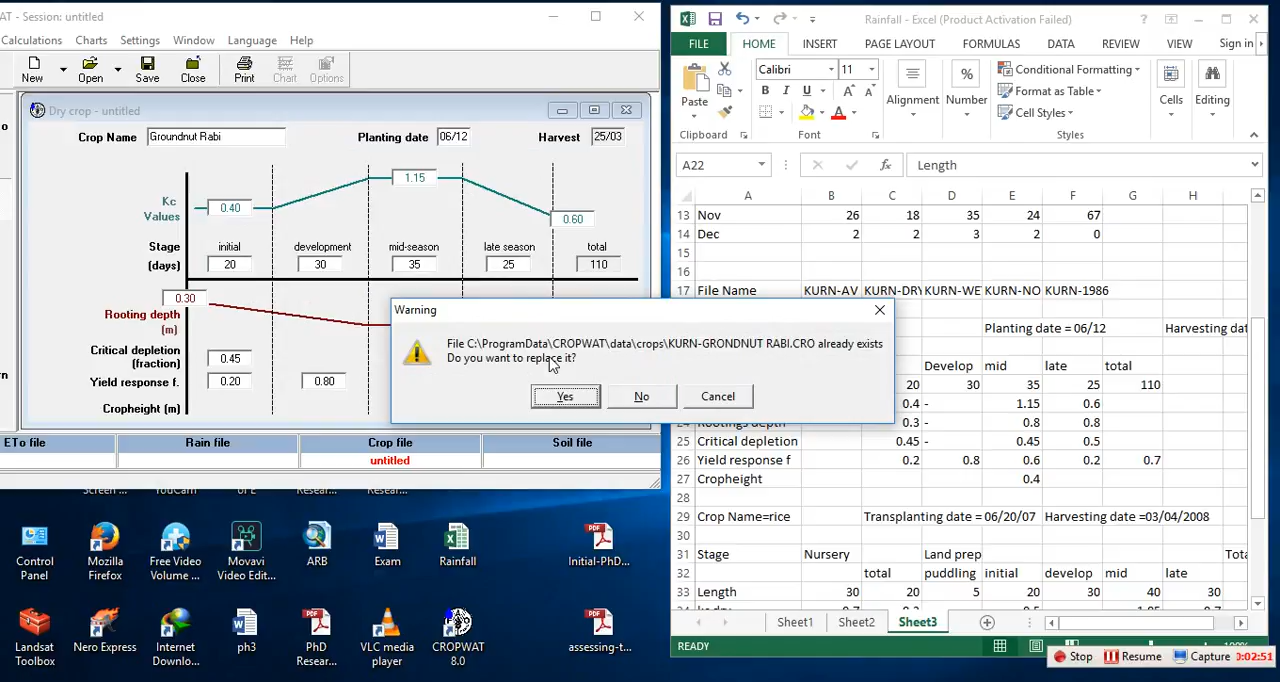 AT - Session: untitled
Calculations Charts Settings Window Language Help
New Open Save Close Print Chart Options
Dry crop - untitled
Crop Name Groundnut Rabi Planting date 06/12 Harvest 25/03
Kc
Values
0.40 1.15 0.60
Stage initial development mid-season late season total
(days) 20 30 35 25 110
0.30
Rooting depth
(m)
Critical depletion
(fraction) 0.45
Yield response f. 0.20 0.80
Cropheight (m)
ETo file Rain file Crop file Soil file
untitled
Warning
File C:\ProgramData\CROPWAT\data\crops\KURN-GRONDNUT RABI.CRO already exists
Do you want to replace it?
Yes No Cancel
Rainfall - Excel (Product Activation Failed)
FILE HOME INSERT PAGE LAYOUT FORMULAS DATA REVIEW VIEW Sign in
Paste Calibri 11 Alignment Number Conditional Formatting Cells Editing
B I U A Format as Table
Cell Styles
Clipboard Font Styles
A22 fx Length
A B C D E F G H
13 Nov 26 18 35 24 67
14 Dec 2 2 3 2 0
15
16
17 File Name KURN-AV KURN-DRY KURN-WE KURN-NO KURN-1986
Planting date = 06/12 Harvesting dat
Develop mid late total
20 30 35 25 110
0.4 - 1.15 0.6
0.3 - 0.8 0.8
25 Critical depletion 0.45 - 0.45 0.5
26 Yield response f 0.2 0.8 0.6 0.2 0.7
27 Cropheight 0.4
28
29 Crop Name=rice Transplanting date = 06/20/07 Harvesting date =03/04/2008
30
31 Stage Nursery Land prep
32 total puddling initial develop mid late
33 Length 30 20 5 20 30 40 30
Sheet1 Sheet2 Sheet3
READY
Stop Resume Capture 0:02:51
Control
Panel
Mozilla
Firefox
Free Video
Volume ...
Movavi
Video Edit...
ARB
Exam
Rainfall
Initial-PhD...
Landsat
Toolbox
Nero Express
Internet
Downlo...
ph3
PhD
Resear...
VLC media
player
CROPWAT
8.0
assessing-t...